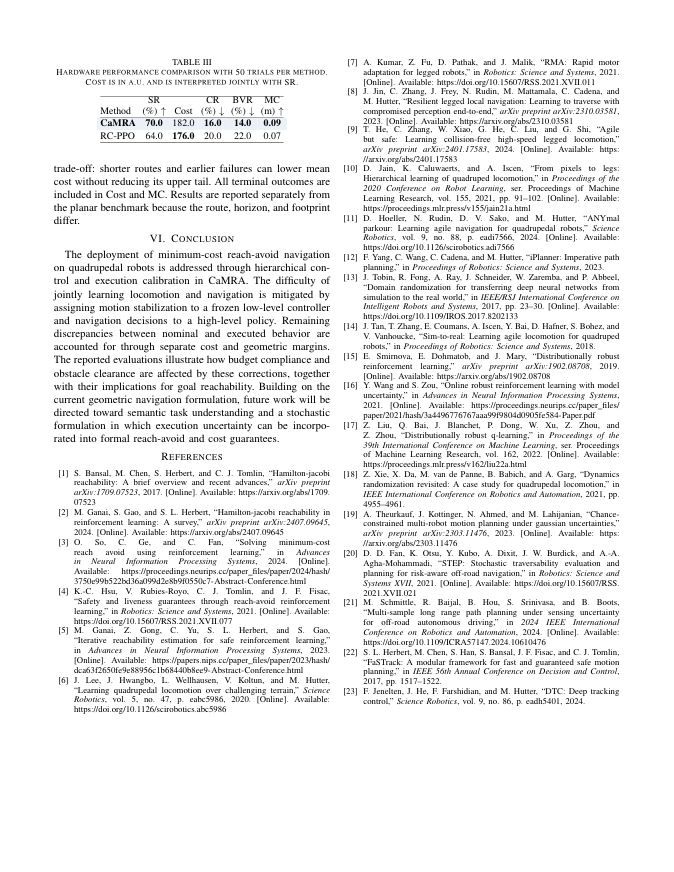 TABLE III
HARDWARE PERFORMANCE COMPARISON WITH 50 TRIALS PER METHOD.
COST IS IN A.U. AND IS INTERPRETED JOINTLY WITH SR.
SR CR BVR MC
Method (%) ↑ Cost (%) ↓ (%) ↓ (m) ↑
CaMRA 70.0 182.0 16.0 14.0 0.09
RC-PPO 64.0 176.0 20.0 22.0 0.07
trade-off: shorter routes and earlier failures can lower mean
cost without reducing its upper tail. All terminal outcomes are
included in Cost and MC. Results are reported separately from
the planar benchmark because the route, horizon, and footprint
differ.
VI. CONCLUSION
The deployment of minimum-cost reach-avoid navigation
on quadrupedal robots is addressed through hierarchical con-
trol and execution calibration in CaMRA. The difficulty of
jointly learning locomotion and navigation is mitigated by
assigning motion stabilization to a frozen low-level controller
and navigation decisions to a high-level policy. Remaining
discrepancies between nominal and executed behavior are
accounted for through separate cost and geometric margins.
The reported evaluations illustrate how budget compliance and
obstacle clearance are affected by these corrections, together
with their implications for goal reachability. Building on the
current geometric navigation formulation, future work will be
directed toward semantic task understanding and a stochastic
formulation in which execution uncertainty can be incorpo-
rated into formal reach-avoid and cost guarantees.
REFERENCES
[1] S. Bansal, M. Chen, S. Herbert, and C. J. Tomlin, “Hamilton-jacobi
reachability: A brief overview and recent advances,” arXiv preprint
arXiv:1709.07523, 2017. [Online]. Available: https://arxiv.org/abs/1709.
07523
[2] M. Ganai, S. Gao, and S. L. Herbert, “Hamilton-jacobi reachability in
reinforcement learning: A survey,” arXiv preprint arXiv:2407.09645,
2024. [Online]. Available: https://arxiv.org/abs/2407.09645
[3] O. So, C. Ge, and C. Fan, “Solving minimum-cost
reach avoid using reinforcement learning,” in Advances
in Neural Information Processing Systems, 2024. [Online].
Available: https://proceedings.neurips.cc/paper_files/paper/2024/hash/
3750e99b522bd36a099d2e8b9f0550c7-Abstract-Conference.html
[4] K.-C. Hsu, V. Rubies-Royo, C. J. Tomlin, and J. F. Fisac,
“Safety and liveness guarantees through reach-avoid reinforcement
learning,” in Robotics: Science and Systems, 2021. [Online]. Available:
https://doi.org/10.15607/RSS.2021.XVII.077
[5] M. Ganai, Z. Gong, C. Yu, S. L. Herbert, and S. Gao,
“Iterative reachability estimation for safe reinforcement learning,”
in Advances in Neural Information Processing Systems, 2023.
[Online]. Available: https://papers.nips.cc/paper_files/paper/2023/hash/
dca63f2650fe9e88956c1b68440b8ee9-Abstract-Conference.html
[6] J. Lee, J. Hwangbo, L. Wellhausen, V. Koltun, and M. Hutter,
“Learning quadrupedal locomotion over challenging terrain,” Science
Robotics, vol. 5, no. 47, p. eabc5986, 2020. [Online]. Available:
https://doi.org/10.1126/scirobotics.abc5986
[7] A. Kumar, Z. Fu, D. Pathak, and J. Malik, “RMA: Rapid motor
adaptation for legged robots,” in Robotics: Science and Systems, 2021.
[Online]. Available: https://doi.org/10.15607/RSS.2021.XVII.011
[8] J. Jin, C. Zhang, J. Frey, N. Rudin, M. Mattamala, C. Cadena, and
M. Hutter, “Resilient legged local navigation: Learning to traverse with
compromised perception end-to-end,” arXiv preprint arXiv:2310.03581,
2023. [Online]. Available: https://arxiv.org/abs/2310.03581
[9] T. He, C. Zhang, W. Xiao, G. He, C. Liu, and G. Shi, “Agile
but safe: Learning collision-free high-speed legged locomotion,”
arXiv preprint arXiv:2401.17583, 2024. [Online]. Available: https:
//arxiv.org/abs/2401.17583
[10] D. Jain, K. Caluwaerts, and A. Iscen, “From pixels to legs:
Hierarchical learning of quadruped locomotion,” in Proceedings of the
2020 Conference on Robot Learning, ser. Proceedings of Machine
Learning Research, vol. 155, 2021, pp. 91–102. [Online]. Available:
https://proceedings.mlr.press/v155/jain21a.html
[11] D. Hoeller, N. Rudin, D. V. Sako, and M. Hutter, “ANYmal
parkour: Learning agile navigation for quadrupedal robots,” Science
Robotics, vol. 9, no. 88, p. eadi7566, 2024. [Online]. Available:
https://doi.org/10.1126/scirobotics.adi7566
[12] F. Yang, C. Wang, C. Cadena, and M. Hutter, “iPlanner: Imperative path
planning,” in Proceedings of Robotics: Science and Systems, 2023.
[13] J. Tobin, R. Fong, A. Ray, J. Schneider, W. Zaremba, and P. Abbeel,
“Domain randomization for transferring deep neural networks from
simulation to the real world,” in IEEE/RSJ International Conference on
Intelligent Robots and Systems, 2017, pp. 23–30. [Online]. Available:
https://doi.org/10.1109/IROS.2017.8202133
[14] J. Tan, T. Zhang, E. Coumans, A. Iscen, Y. Bai, D. Hafner, S. Bohez, and
V. Vanhoucke, “Sim-to-real: Learning agile locomotion for quadruped
robots,” in Proceedings of Robotics: Science and Systems, 2018.
[15] E. Smirnova, E. Dohmatob, and J. Mary, “Distributionally robust
reinforcement learning,” arXiv preprint arXiv:1902.08708, 2019.
[Online]. Available: https://arxiv.org/abs/1902.08708
[16] Y. Wang and S. Zou, “Online robust reinforcement learning with model
uncertainty,” in Advances in Neural Information Processing Systems,
2021. [Online]. Available: https://proceedings.neurips.cc/paper_files/
paper/2021/hash/3a4496776767aaa99f9804d0905fe584-Paper.pdf
[17] Z. Liu, Q. Bai, J. Blanchet, P. Dong, W. Xu, Z. Zhou, and
Z. Zhou, “Distributionally robust q-learning,” in Proceedings of the
39th International Conference on Machine Learning, ser. Proceedings
of Machine Learning Research, vol. 162, 2022. [Online]. Available:
https://proceedings.mlr.press/v162/liu22a.html
[18] Z. Xie, X. Da, M. van de Panne, B. Babich, and A. Garg, “Dynamics
randomization revisited: A case study for quadrupedal locomotion,” in
IEEE International Conference on Robotics and Automation, 2021, pp.
4955–4961.
[19] A. Theurkauf, J. Kottinger, N. Ahmed, and M. Lahijanian, “Chance-
constrained multi-robot motion planning under gaussian uncertainties,”
arXiv preprint arXiv:2303.11476, 2023. [Online]. Available: https:
//arxiv.org/abs/2303.11476
[20] D. D. Fan, K. Otsu, Y. Kubo, A. Dixit, J. W. Burdick, and A.-A.
Agha-Mohammadi, “STEP: Stochastic traversability evaluation and
planning for risk-aware off-road navigation,” in Robotics: Science and
Systems XVII, 2021. [Online]. Available: https://doi.org/10.15607/RSS.
2021.XVII.021
[21] M. Schmittle, R. Baijal, B. Hou, S. Srinivasa, and B. Boots,
“Multi-sample long range path planning under sensing uncertainty
for off-road autonomous driving,” in 2024 IEEE International
Conference on Robotics and Automation, 2024. [Online]. Available:
https://doi.org/10.1109/ICRA57147.2024.10610476
[22] S. L. Herbert, M. Chen, S. Han, S. Bansal, J. F. Fisac, and C. J. Tomlin,
“FaSTrack: A modular framework for fast and guaranteed safe motion
planning,” in IEEE 56th Annual Conference on Decision and Control,
2017, pp. 1517–1522.
[23] F. Jenelten, J. He, F. Farshidian, and M. Hutter, “DTC: Deep tracking
control,” Science Robotics, vol. 9, no. 86, p. eadh5401, 2024.